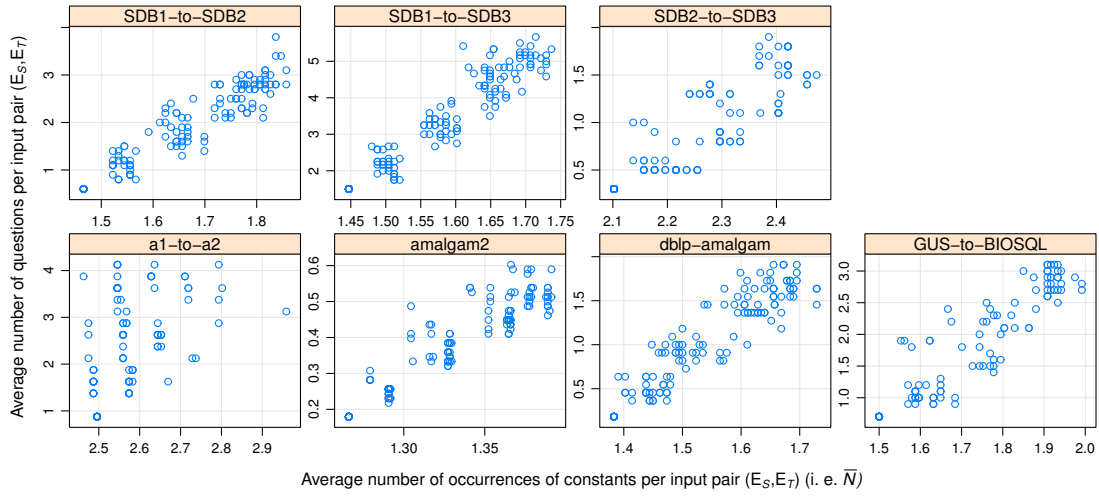 SDB1−to−SDB2 SDB1−to−SDB3 SDB2−to−SDB3
1 2 3
2 3 4 5
0.5 1.0 1.5
1.5 1.6 1.7 1.8
1.45 1.50 1.55 1.60 1.65 1.70 1.75
2.1 2.2 2.3 2.4
a1−to−a2 amalgam2 dblp−amalgam GUS−to−BIOSQL
1 2 3 4
0.2 0.3 0.4 0.5 0.6
0.5 1.0 1.5
1.0 1.5 2.0 2.5 3.0
2.5 2.6 2.7 2.8 2.9
1.30 1.35
1.4 1.5 1.6 1.7
1.5 1.6 1.7 1.8 1.9 2.0
Average number of questions per input pair (E_S,E_T)
Average number of occurrences of constants per input pair (E_S,E_T) (i. e. N̅)